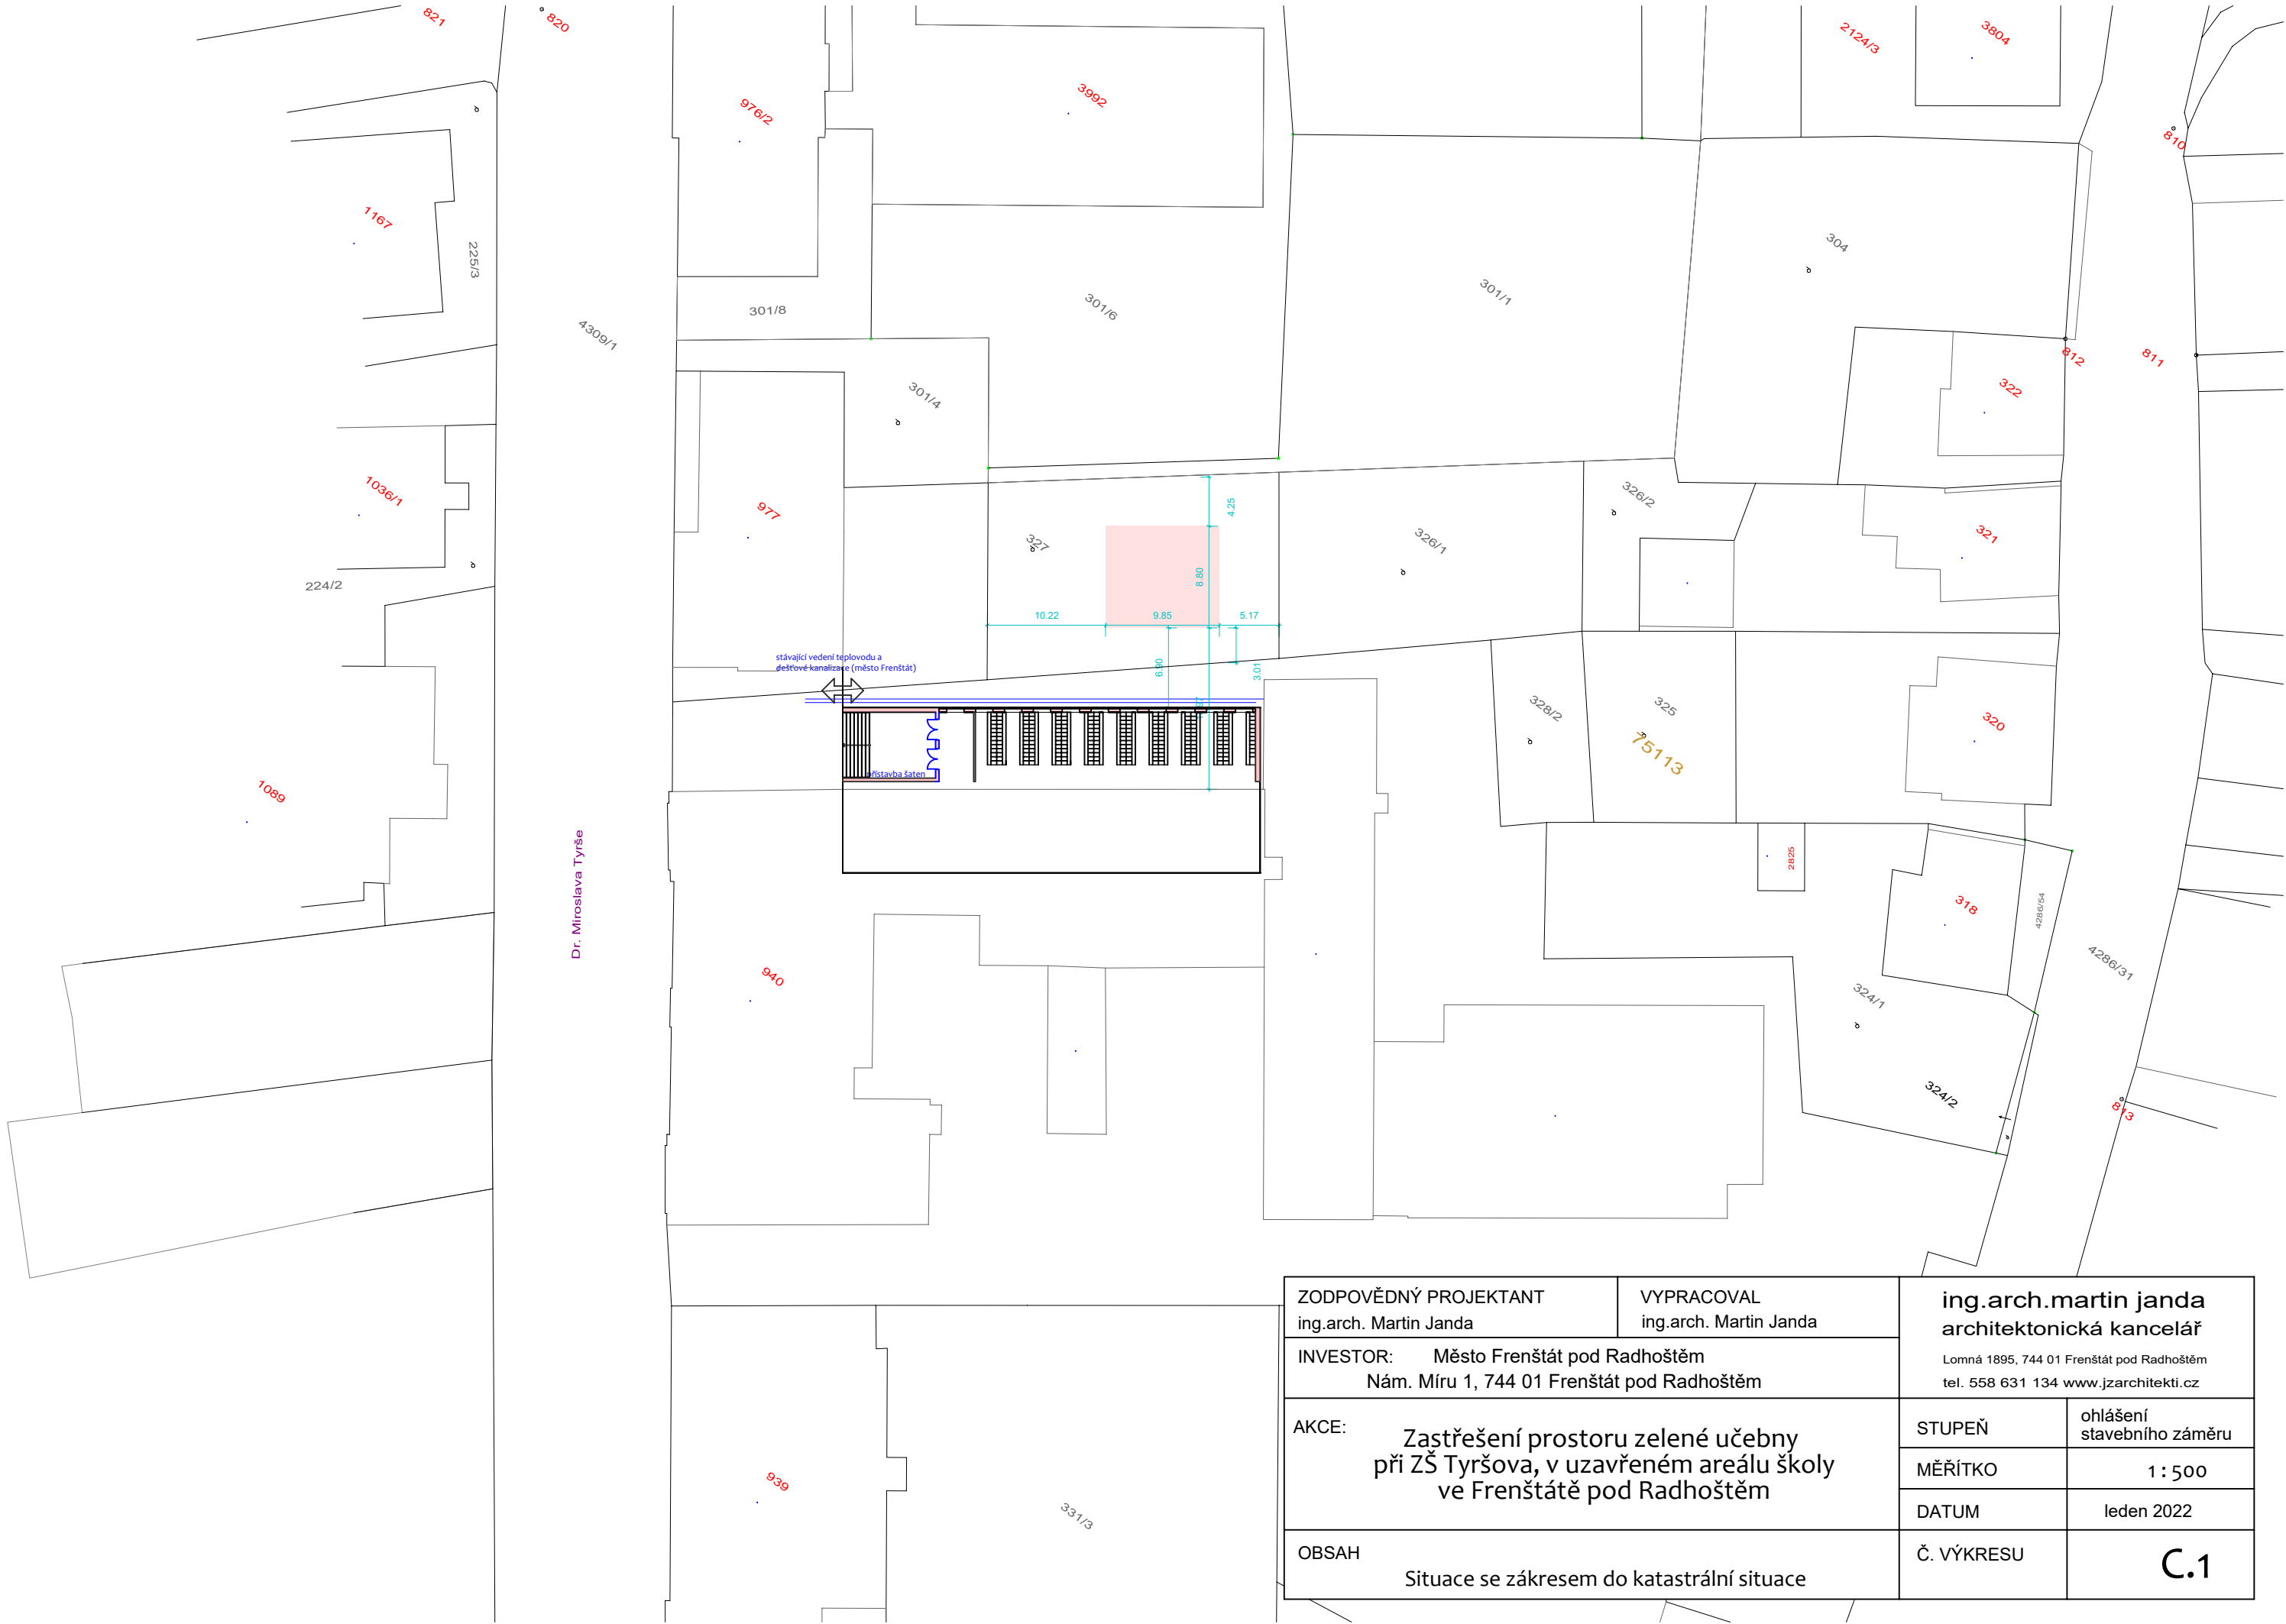 821
820
2124/3
3804
976/2
3992
810
1167
225/3
304
301/8
301/6
301/1
4309/1
812
811
322
301/4
1036/1
977
4.25
326/2
327
326/1
321
8.80
224/2
10.22
9.85
5.17
stávající vedení teplovodu a
dešťové kanalizace (město Frenštát)
6.90
3.01
328/2
325
75113
320
přístavba šaten
1089
Dr. Miroslava Tyrše
2825
318
4286/54
940
4286/31
324/1
324/2
813
939
331/3
ZODPOVĚDNÝ PROJEKTANT
ing.arch. Martin Janda
VYPRACOVAL
ing.arch. Martin Janda
ing.arch.martin janda
architektonická kancelář
Lomná 1895, 744 01 Frenštát pod Radhoštěm
tel. 558 631 134 www.jzarchitekti.cz
INVESTOR: Město Frenštát pod Radhoštěm
Nám. Míru 1, 744 01 Frenštát pod Radhoštěm
AKCE:
Zastřešení prostoru zelené učebny
při ZŠ Tyršova, v uzavřeném areálu školy
ve Frenštátě pod Radhoštěm
STUPEŇ
ohlášení
stavebního záměru
MĚŘÍTKO
1 : 500
DATUM
leden 2022
OBSAH
Situace se zákresem do katastrální situace
Č. VÝKRESU
C.1